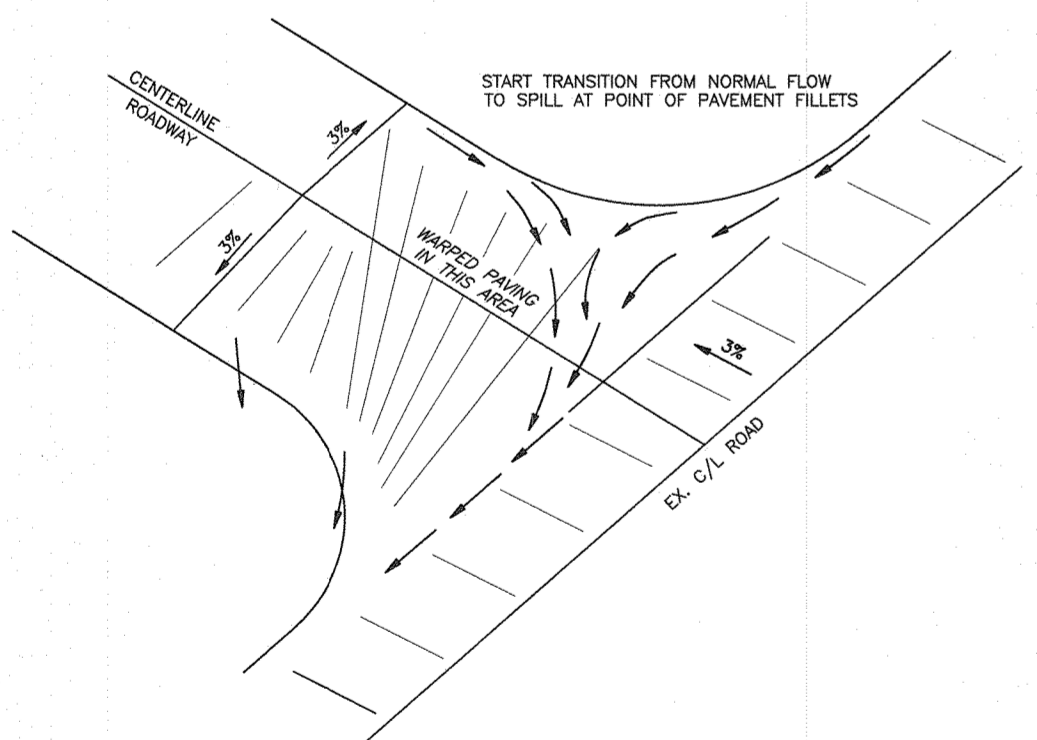 START TRANSITION FROM NORMAL FLOW
TO SPILL AT POINT OF PAVEMENT FILLETS
CENTERLINE
ROADWAY
3%
3%
WARPED PAVING
IN THIS AREA
3%
EX. C/L ROAD